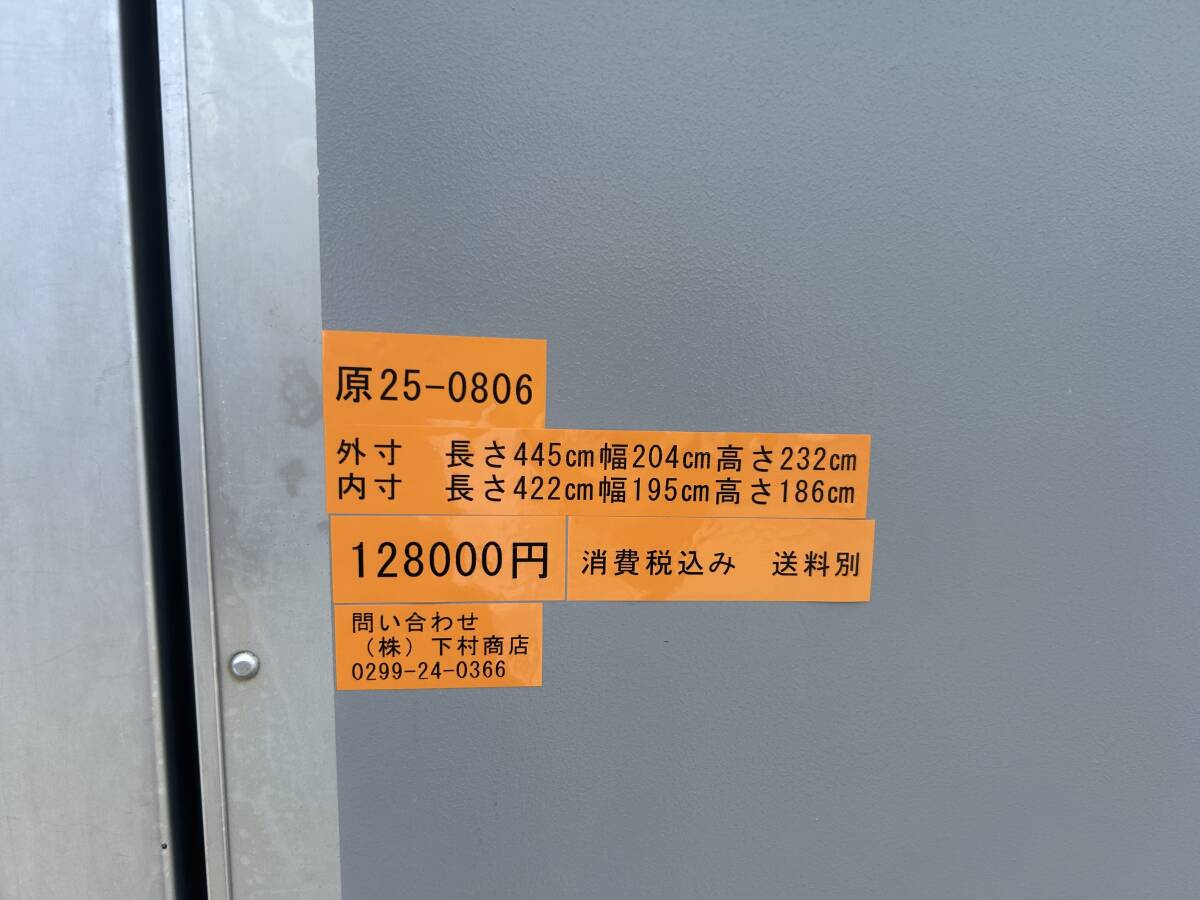 原25-0806
外寸　長さ445㎝幅204㎝高さ232㎝
内寸　長さ422㎝幅195㎝高さ186㎝
128000円　消費税込み　送料別
問い合わせ
（株）下村商店
0299-24-0366